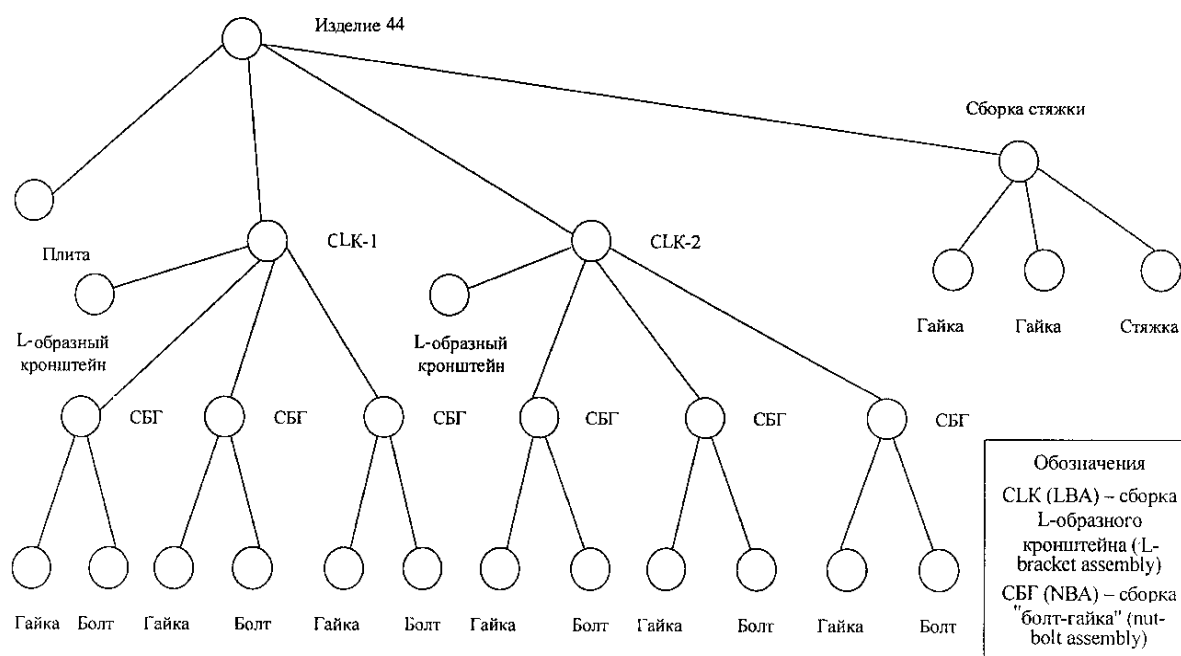 Изделие 44
Сборка стяжки
Плита
CLK-1
CLK-2
Гайка
Гайка
Стяжка
L-образный
кронштейн
L-образный
кронштейн
СБГ
СБГ
СБГ
СБГ
СБГ
СБГ
Гайка
Болт
Гайка
Болт
Гайка
Болт
Гайка
Болт
Гайка
Болт
Гайка
Болт
Обозначения
CLK (LBA) – сборка
L-образного
кронштейна (L-
bracket assembly)
СБГ (NBA) – сборка
"болт-гайка" (nut-
bolt assembly)